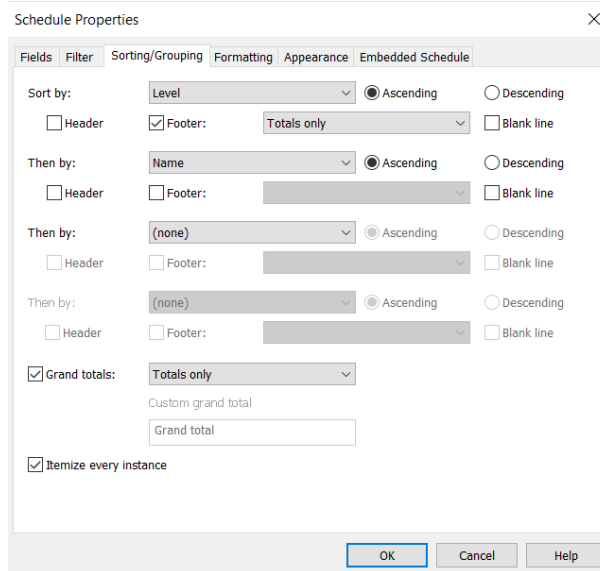 Schedule Properties
Fields Filter Sorting/Grouping Formatting Appearance Embedded Schedule
Sort by: Level Ascending Descending
Header Footer: Totals only Blank line
Then by: Name Ascending Descending
Header Footer: Blank line
Then by: (none) Ascending Descending
Header Footer: Blank line
Then by: (none) Ascending Descending
Header Footer: Blank line
Grand totals: Totals only
Custom grand total
Grand total
Itemize every instance
OK Cancel Help